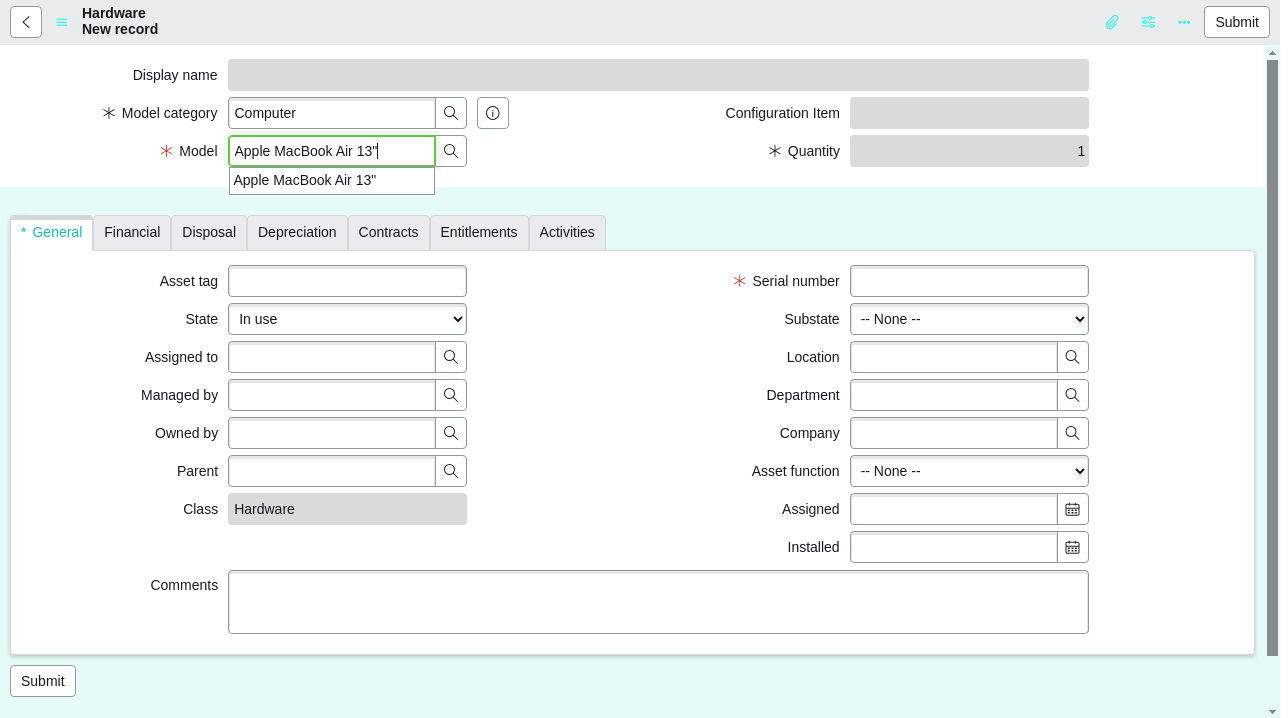 Hardware
New record
Submit
Display name
Model category
Computer
Configuration Item
Model
Apple MacBook Air 13"
Quantity
1
Apple MacBook Air 13"
* General
Financial
Disposal
Depreciation
Contracts
Entitlements
Activities
Asset tag
Serial number
State
In use
Substate
-- None --
Assigned to
Location
Managed by
Department
Owned by
Company
Parent
Asset function
-- None --
Class
Hardware
Assigned
Installed
Comments
Submit